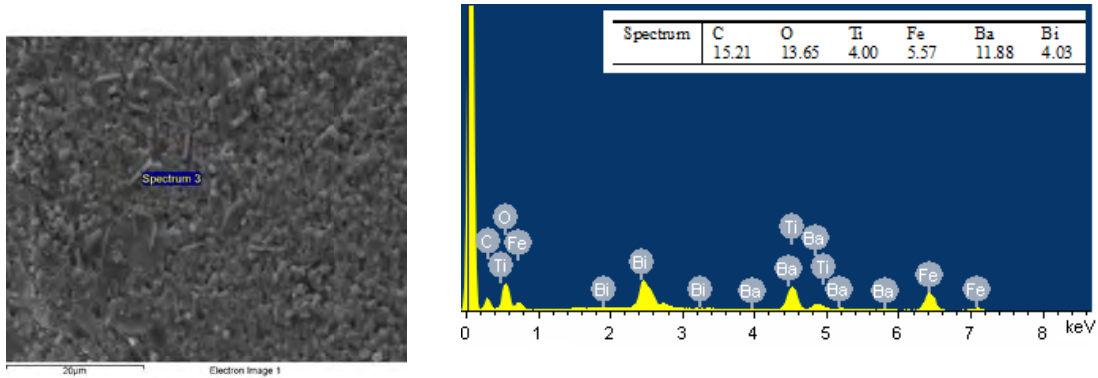 Spectrum 3
20µm
Electron Image 1
Spectrum C O Ti Fe Ba Bi
15.21 13.65 4.00 5.57 11.88 4.03
O Ti
C Fe Ba
Ti Bi Ba Ti Fe
Bi Bi Ba Ba Ba Fe
0 1 2 3 4 5 6 7 8 keV